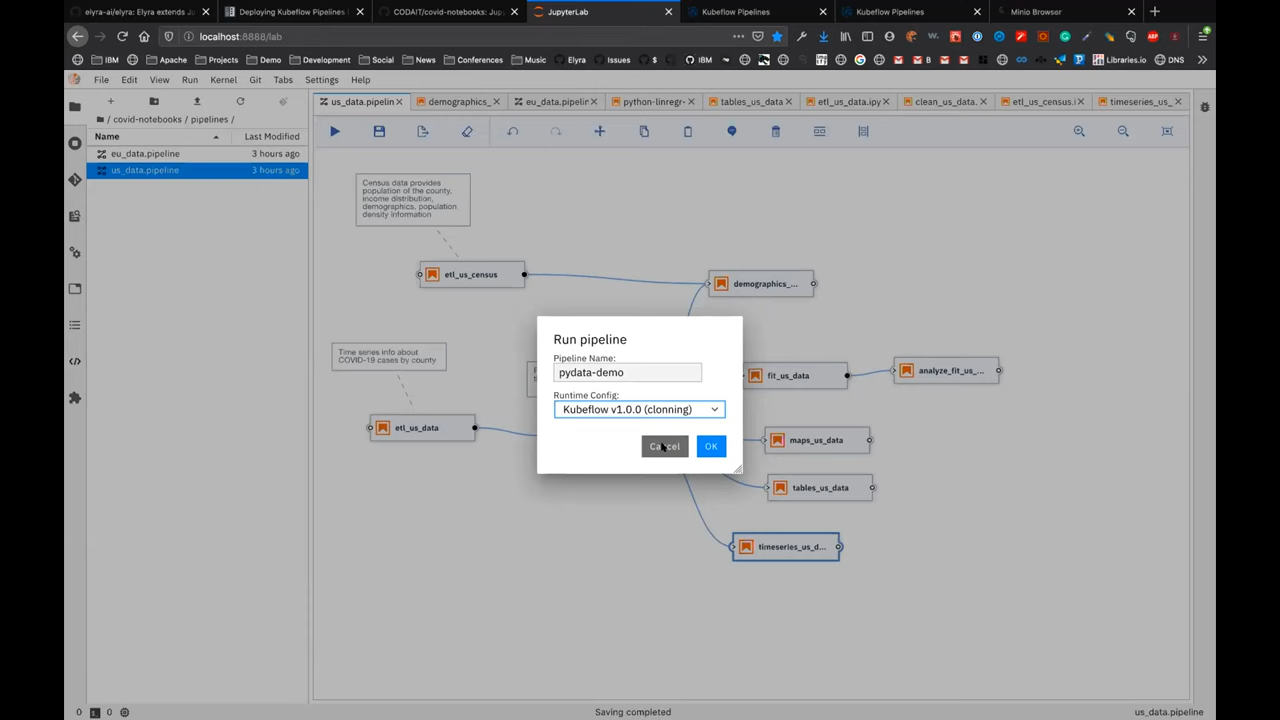 elyra-ai/elyra: Elyra extends Ju
Deploying Kubeflow Pipelines
CODAIT/covid-notebooks: Jup
JupyterLab
Kubeflow Pipelines
Kubeflow Pipelines
Minio Browser
localhost:8888/lab
IBM
Apache
Projects
Demo
Development
Social
News
Conferences
Music
Elyra
Issues
$
IBM
B
Libraries.io
DNS
File Edit View Run Kernel Git Tabs Settings Help
us_data.pipelin
demographics_
eu_data.pipelin
python-linregr-
tables_us_data
etl_us_data.ipy
clean_us_data.
etl_us_census.i
timeseries_us_
/ covid-notebooks / pipelines /
Name Last Modified
eu_data.pipeline 3 hours ago
us_data.pipeline 3 hours ago
Census data provides
population of the county,
income distribution,
demographics, population
density information
etl_us_census
demographics_...
Time series info about
COVID-19 cases by county
etl_us_data
fit_us_data
analyze_fit_us_...
maps_us_data
tables_us_data
timeseries_us_d...
Run pipeline
Pipeline Name:
pydata-demo
Runtime Config:
Kubeflow v1.0.0 (clonning)
Cancel
OK
0 0 Saving completed us_data.pipeline